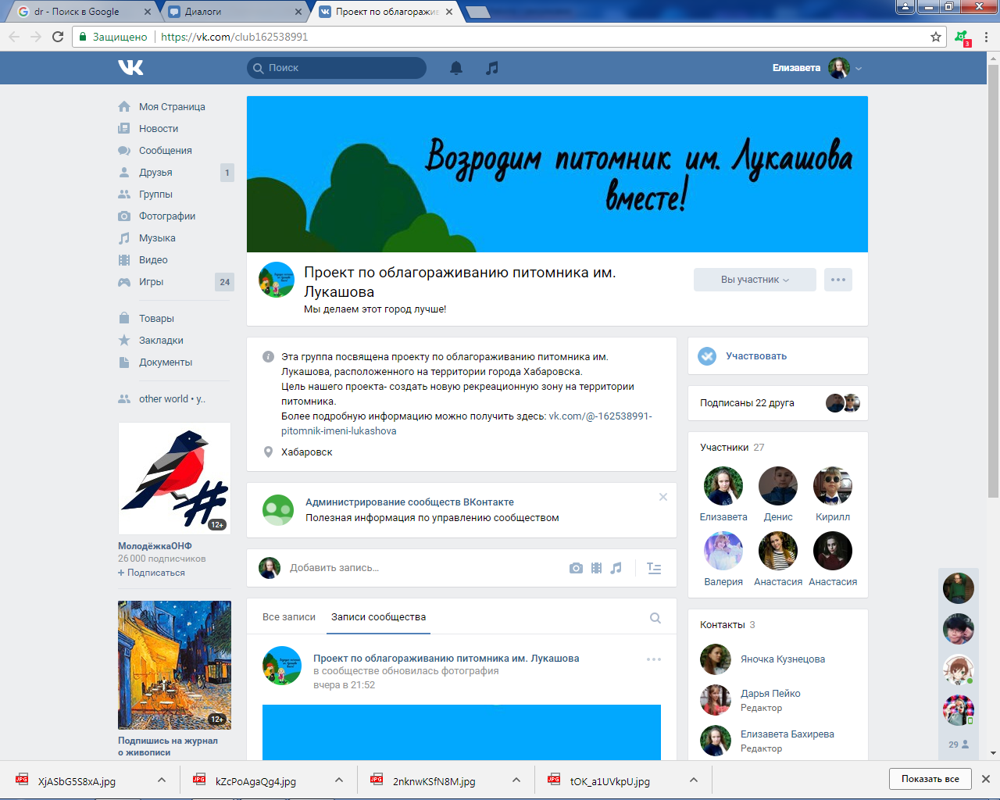 dr - Поиск в Google
Диалоги
Проект по облагоражив
Защищено
https://vk.com/club162538991
3
Поиск
Елизавета
Моя Страница
Новости
Сообщения
Друзья
1
Группы
Фотографии
Музыка
Видео
Игры
24
Товары
Закладки
Документы
other world • у..
12+
МолодёжкаОНФ
26 000 подписчиков
+ Подписаться
12+
Подпишись на журнал
о живописи
Возродим питомник им. Лукашова
вместе!
Проект по облагораживанию питомника им.
Лукашова
Мы делаем этот город лучше!
Вы участник
Эта группа посвящена проекту по облагораживанию питомника им.
Лукашова, расположенного на территории города Хабаровска.
Цель нашего проекта- создать новую рекреационную зону на территории
питомника.
Более подробную информацию можно получить здесь: vk.com/@-162538991-
pitomnik-imeni-lukashova
Хабаровск
Администрирование сообществ ВКонтакте
Полезная информация по управлению сообществом
Добавить запись...
Все записи
Записи сообщества
Проект по облагораживанию питомника им. Лукашова
в сообществе обновилась фотография
вчера в 21:52
Участвовать
Подписаны 22 друга
Участники 27
Елизавета
Денис
Кирилл
Валерия
Анастасия
Анастасия
Контакты 3
Яночка Кузнецова
Дарья Пейко
Редактор
Елизавета Бахирева
Редактор
29
XjASbG5S8xA.jpg
kZcPoAgaQg4.jpg
2nknwKSfN8M.jpg
tOK_a1UVkpU.jpg
Показать все